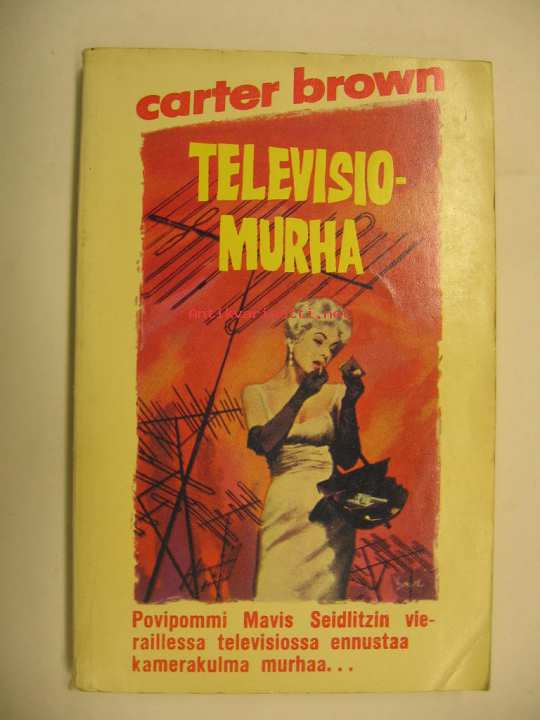 carter brown
TELEVISIO-
MURHA
Antikvariaatti.net
Povipommi Mavis Seidlitzin vie-
raillessa televisiossa ennustaa
kamerakulma murhaa...